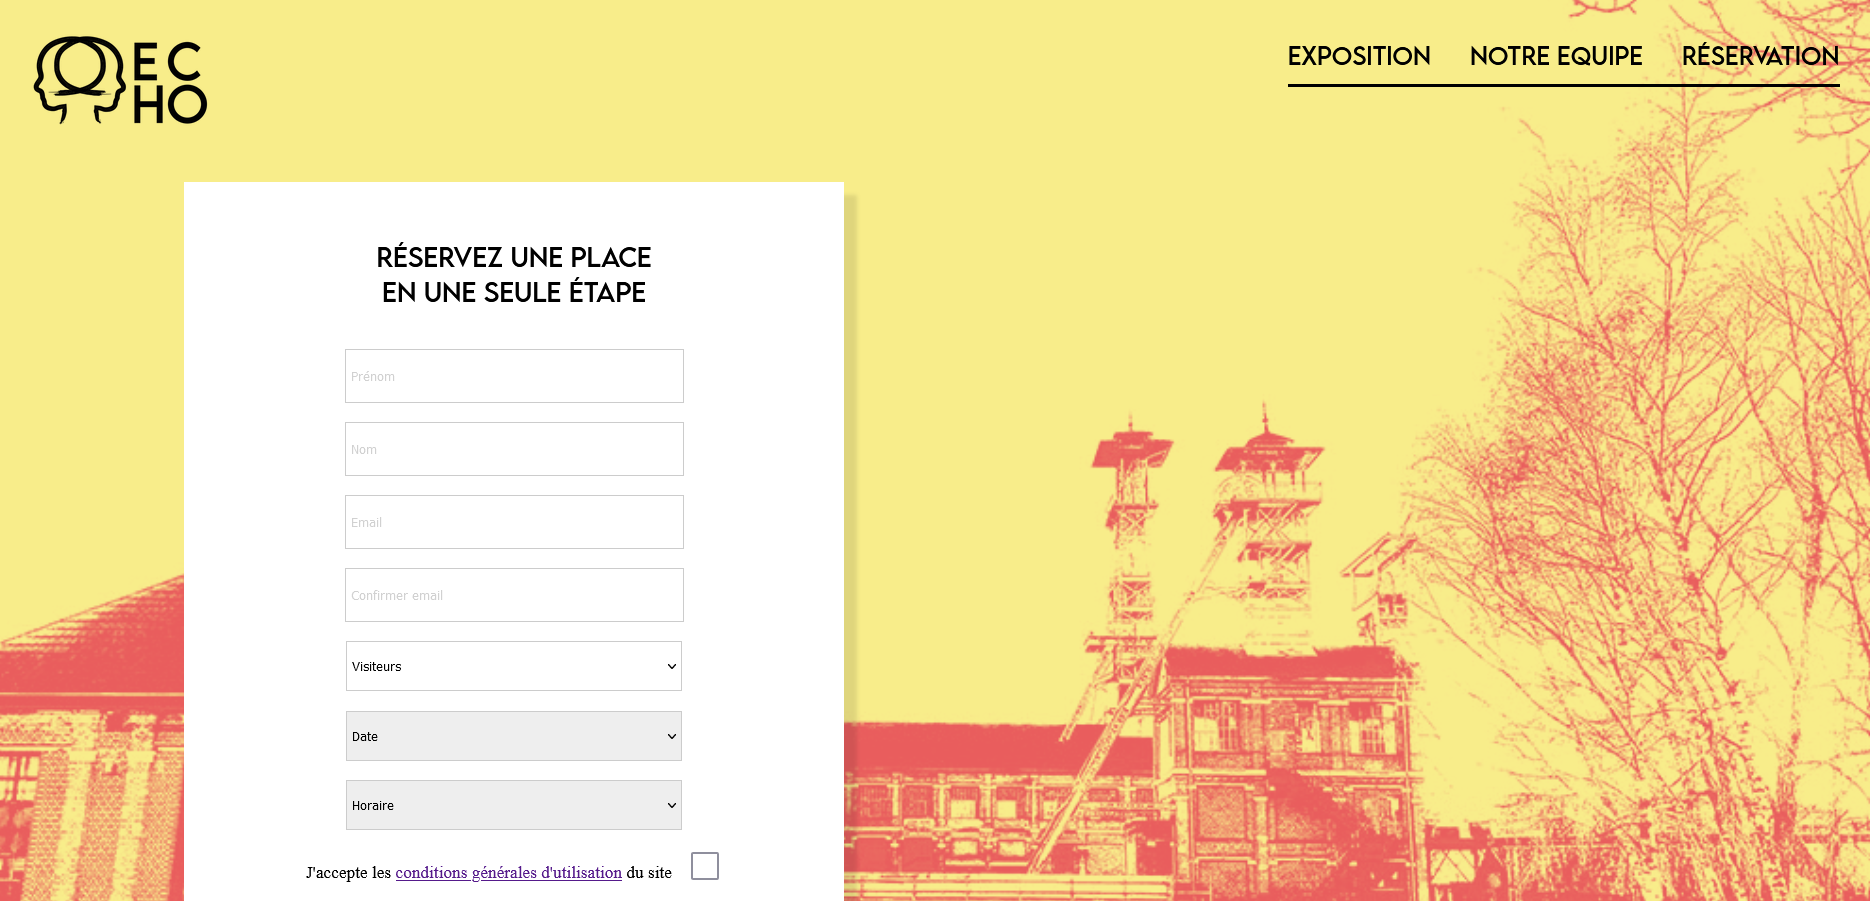 EC
HO
EXPOSITION NOTRE EQUIPE RÉSERVATION
RÉSERVEZ UNE PLACE
EN UNE SEULE ÉTAPE
Prénom
Nom
Email
Confirmer email
Visiteurs
Date
Horaire
J'accepte les conditions générales d'utilisation du site